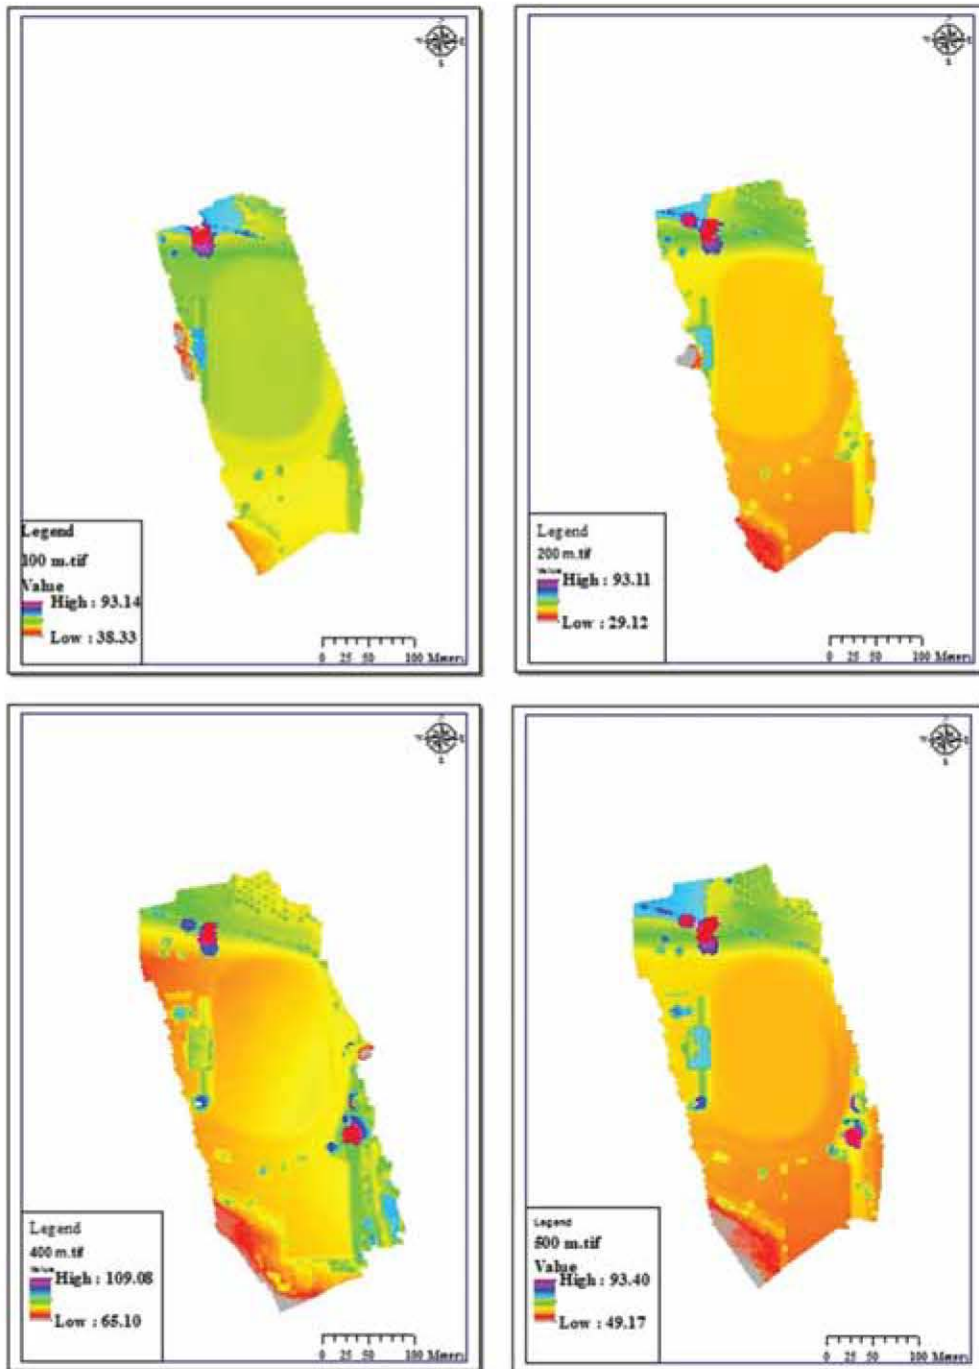 S
Legend
100 m.tif
Value
High : 93.14
Low : 38.33
0 25 50 100 Meters
Legend
200 m.tif
Value
High : 93.11
Low : 29.12
0 25 50 100 Meters
Legend
400 m.tif
Value
High : 109.08
Low : 65.10
0 25 50 100 Meters
Legend
500 m.tif
Value
High : 93.40
Low : 49.17
0 25 50 100 Meters